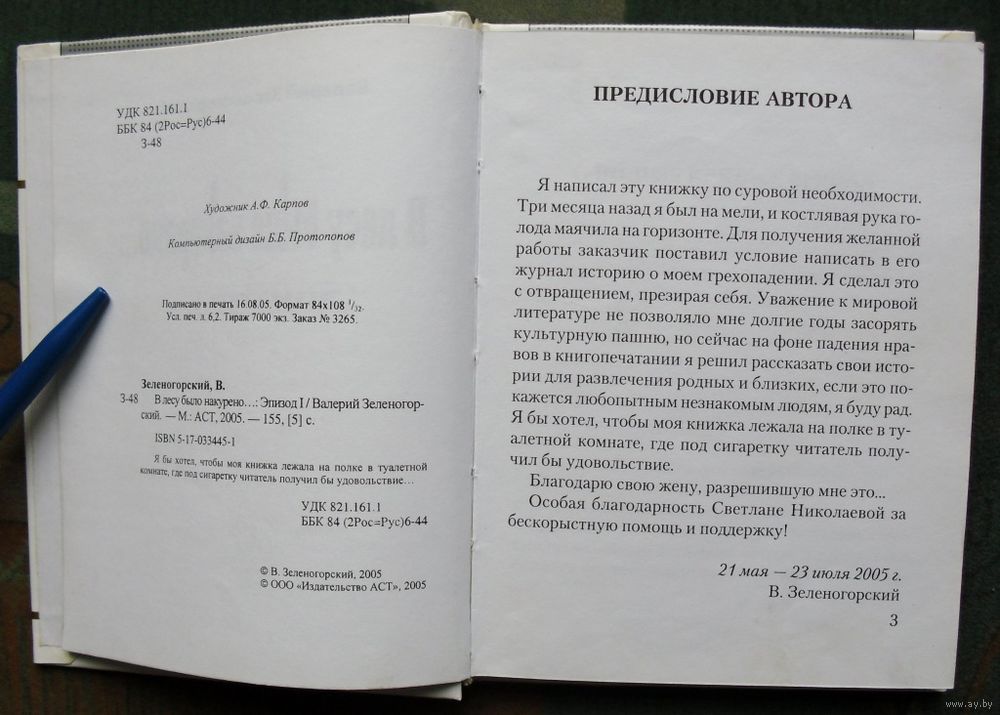 УДК 821.161.1
ББК 84 (2Рос=Рус)6-44
З-48
Художник А.Ф. Карпов
Компьютерный дизайн Б.Б. Протопопов
Подписано в печать 16.08.05. Формат 84x108 1/32.
Усл. печ. л. 6,2. Тираж 7000 экз. Заказ № 3265.
Зеленогорский, В.
З-48 В лесу было накурено...: Эпизод I / Валерий Зеленогор-
ский. — М.: АСТ, 2005. — 155, [5] с.
ISBN 5-17-033445-1
Я бы хотел, чтобы моя книжка лежала на полке в туалетной
комнате, где под сигаретку читатель получил бы удовольствие...
УДК 821.161.1
ББК 84 (2Рос=Рус)6-44
© В. Зеленогорский, 2005
© ООО «Издательство АСТ», 2005
ПРЕДИСЛОВИЕ АВТОРА
Я написал эту книжку по суровой необходимости.
Три месяца назад я был на мели, и костлявая рука го-
лода маячила на горизонте. Для получения желанной
работы заказчик поставил условие написать в его
журнал историю о моем грехопадении. Я сделал это
с отвращением, презирая себя. Уважение к мировой
литературе не позволяло мне долгие годы засорять
культурную пашню, но сейчас на фоне падения нра-
вов в книгопечатании я решил рассказать свои исто-
рии для развлечения родных и близких, если это по-
кажется любопытным незнакомым людям, я буду рад.
Я бы хотел, чтобы моя книжка лежала на полке в ту-
алетной комнате, где под сигаретку читатель полу-
чил бы удовольствие.
Благодарю свою жену, разрешившую мне это...
Особая благодарность Светлане Николаевой за
бескорыстную помощь и поддержку!
21 мая — 23 июля 2005 г.
В. Зеленогорский
3
www.ay.by